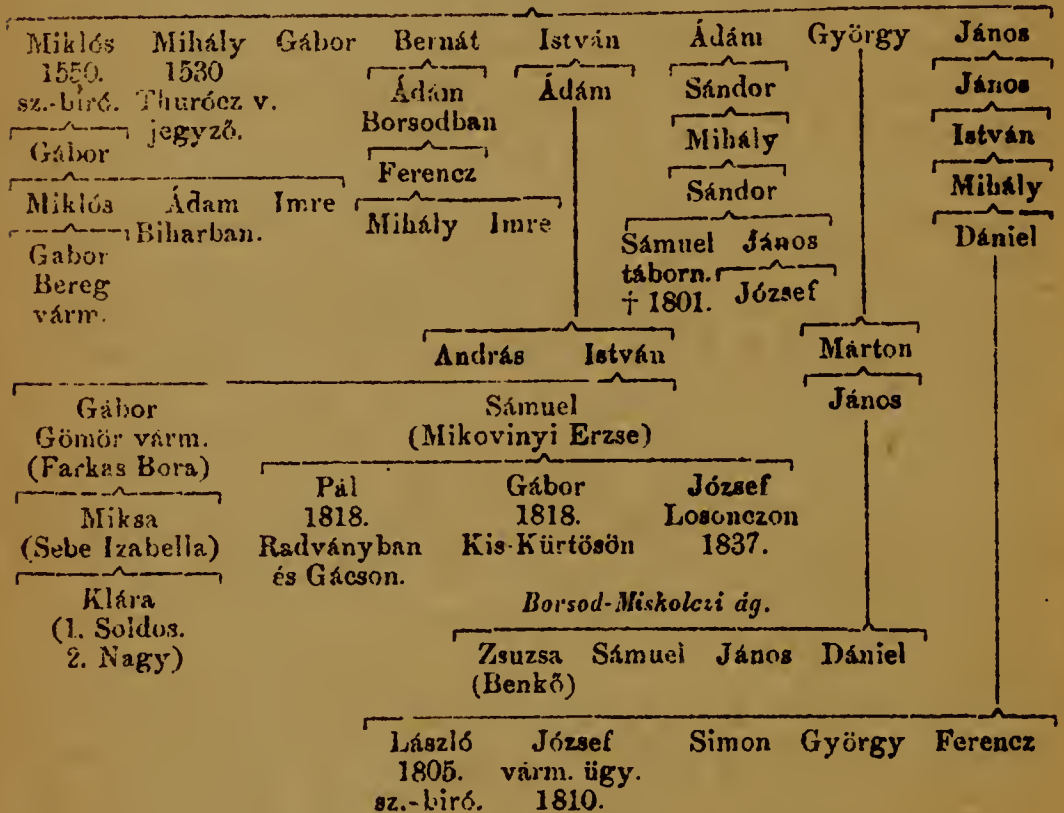 Miklós Mihály Gábor Bernát István Ádám György János
1550. 1530 Ádám Ádám Sándor János
sz.-biró. Thurócz v. Borsodban Mihály István
Gábor jegyző. Ferencz Sándor Mihály
Miklós Ádam Imre Mihály Imre Dániel
Biharban. Sámuel János
Gabor táborn. József
Bereg † 1801.
várm.
András István Márton
Gábor Sámuel János
Gömör várm. (Mikovinyi Erzse)
(Farkas Bora)
Pál Gábor József
Miksa 1818. 1818. Losonczon
(Sebe Izabella) Radványban Kis-Kürtösön 1837.
és Gácson.
Klára Borsod-Miskolczi ág.
(1. Soldos.
2. Nagy) Zsuzsa Sámuel János Dániel
(Benkő)
László József Simon György Ferencz
1805. várm. ügy.
sz.-biró. 1810.